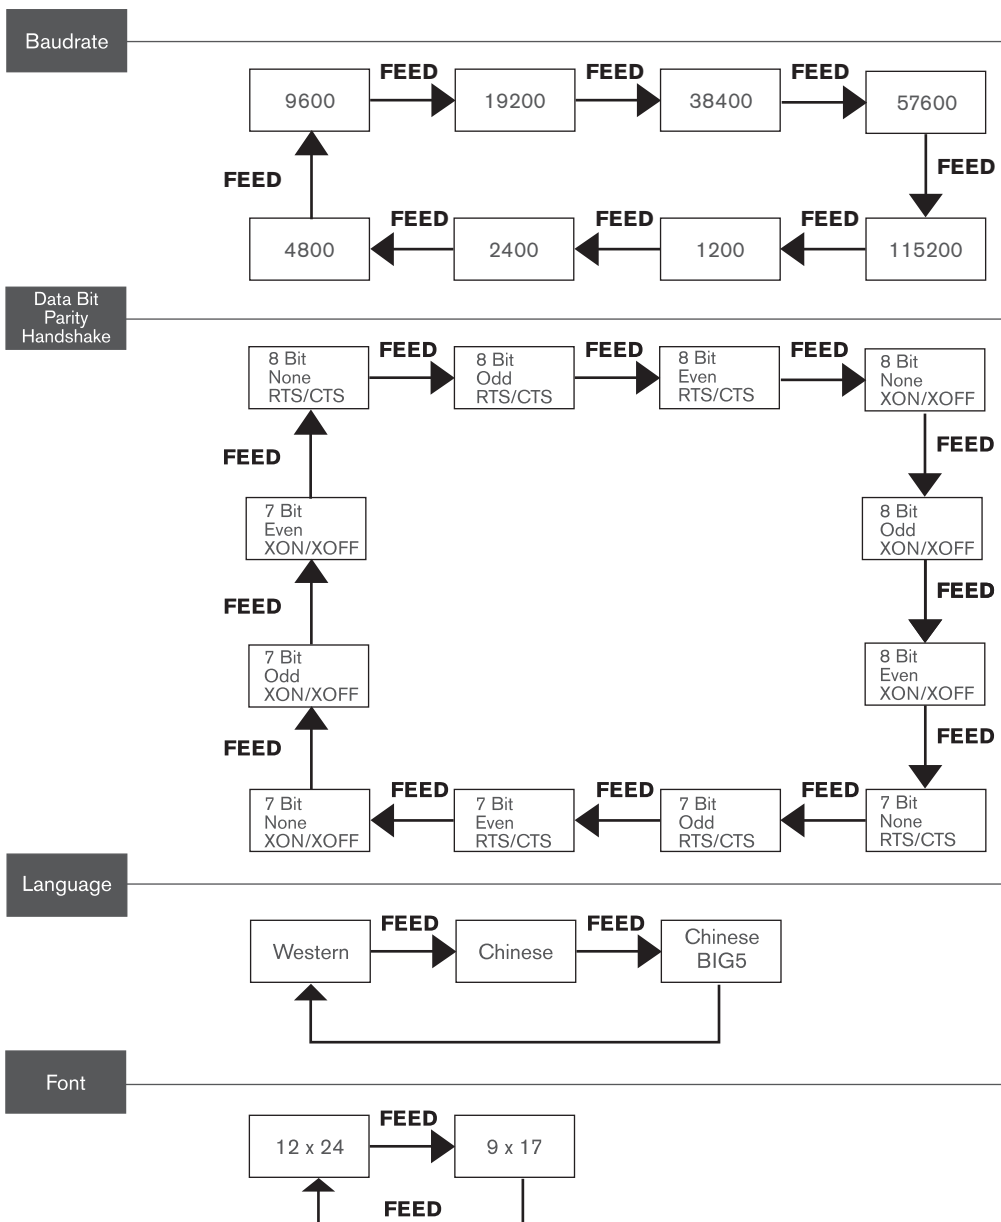 Baudrate
FEED FEED FEED
9600 19200 38400 57600
FEED FEED
FEED FEED FEED
4800 2400 1200 115200
Data Bit
Parity
Handshake
FEED FEED FEED
8 Bit
None
RTS/CTS
8 Bit
Odd
RTS/CTS
8 Bit
Even
RTS/CTS
8 Bit
None
XON/XOFF
FEED FEED
7 Bit
Even
XON/XOFF
8 Bit
Odd
XON/XOFF
FEED FEED
7 Bit
Odd
XON/XOFF
8 Bit
Even
XON/XOFF
FEED FEED
FEED FEED FEED
7 Bit
None
XON/XOFF
7 Bit
Even
RTS/CTS
7 Bit
Odd
RTS/CTS
7 Bit
None
RTS/CTS
Language
FEED FEED
Western Chinese
Chinese
BIG5
Font
FEED
12 x 24 9 x 17
FEED